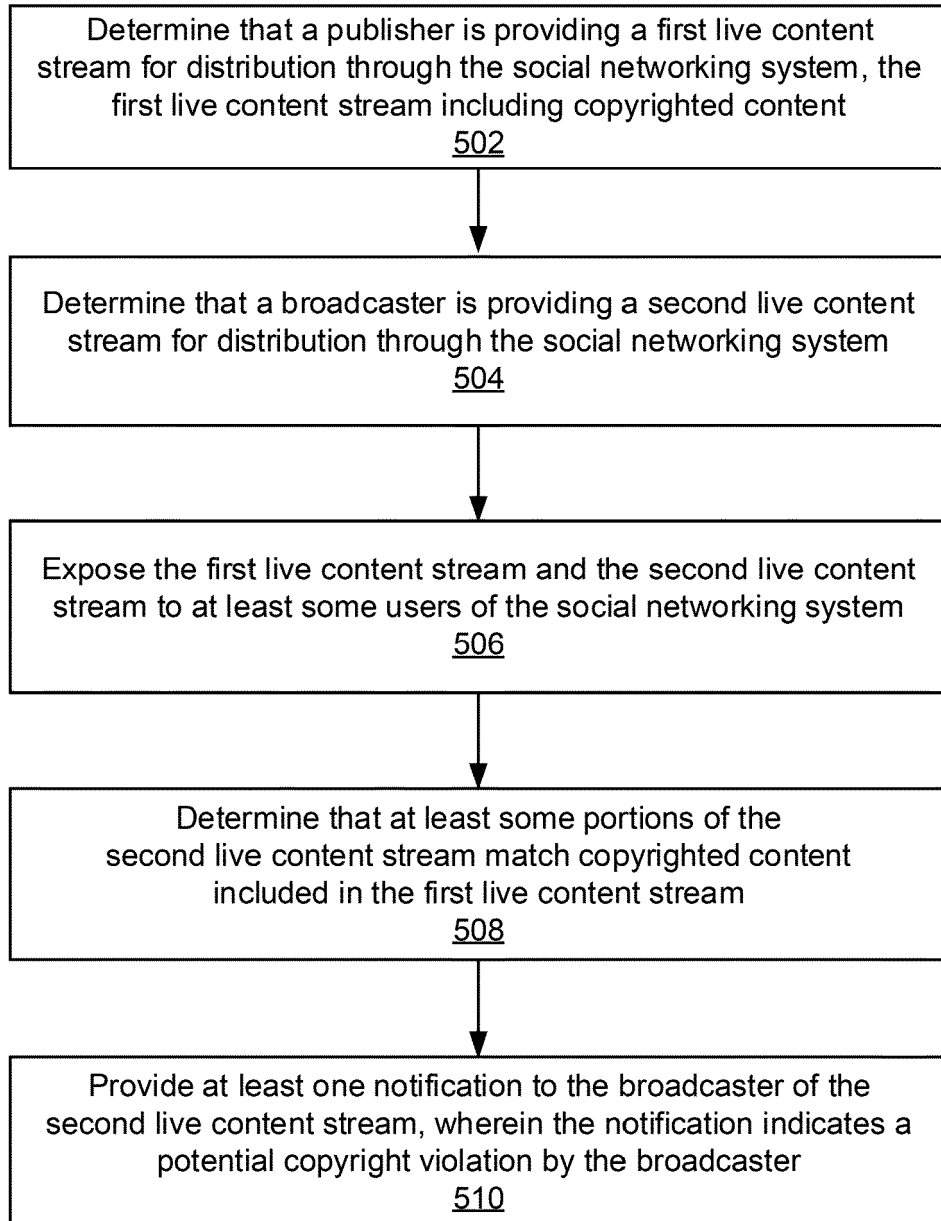 Determine that a publisher is providing a first live content
stream for distribution through the social networking system, the
first live content stream including copyrighted content
502
Determine that a broadcaster is providing a second live content
stream for distribution through the social networking system
504
Expose the first live content stream and the second live content
stream to at least some users of the social networking system
506
Determine that at least some portions of the
second live content stream match copyrighted content
included in the first live content stream
508
Provide at least one notification to the broadcaster of the
second live content stream, wherein the notification indicates a
potential copyright violation by the broadcaster
510